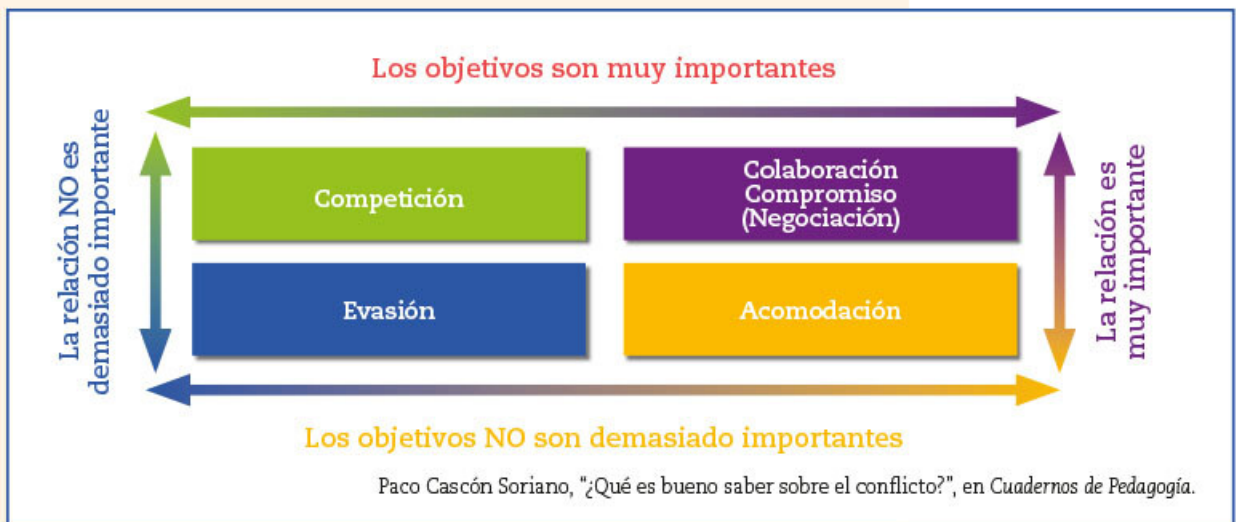 Los objetivos son muy importantes
La relación NO es
demasiado importante
Competición
Colaboración
Compromiso
(Negociación)
La relación es
muy importante
Evasión
Acomodación
Los objetivos NO son demasiado importantes
Paco Cascón Soriano, “¿Qué es bueno saber sobre el conflicto?”, en Cuadernos de Pedagogía.